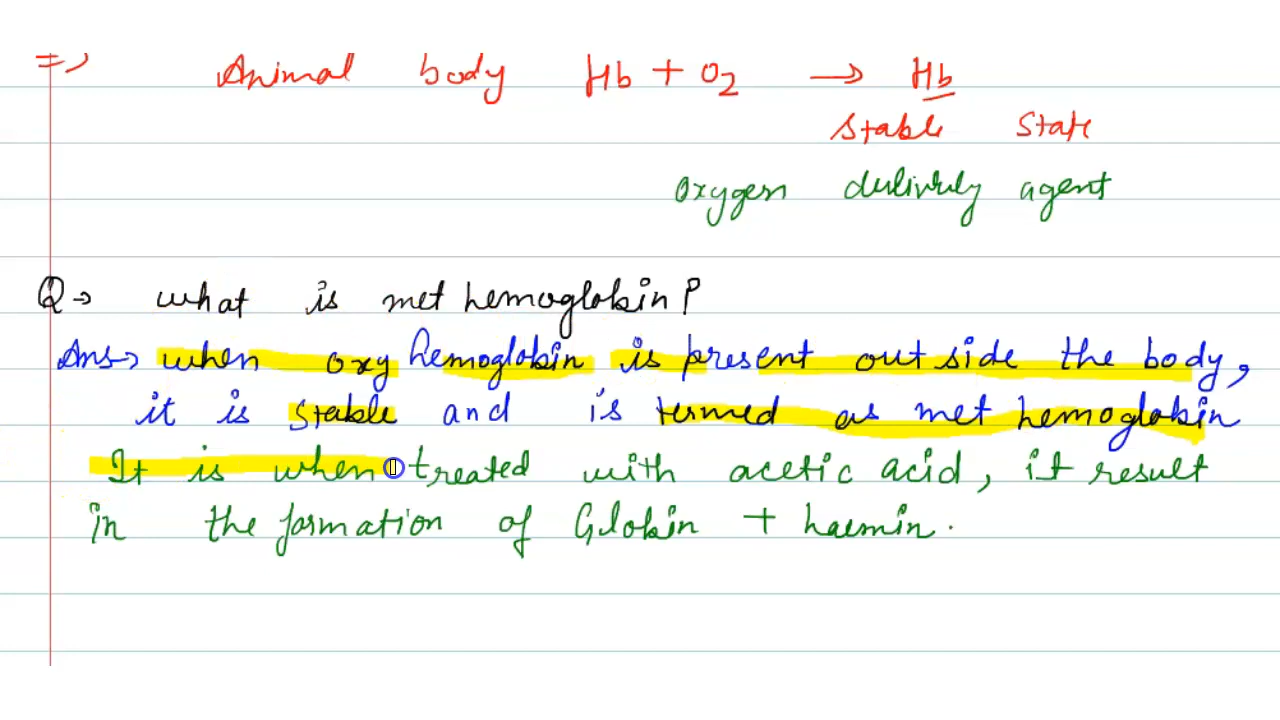 => Animal body Hb + O2 → Hb
stable state
oxygen delivrely agent
Q→ what is met hemoglobin?
Ans→ when oxy hemoglobin is present out side the body,
it is stable and is termed as met hemoglobin
It is when treated with acetic acid, it result
in the formation of Globin + haemin.